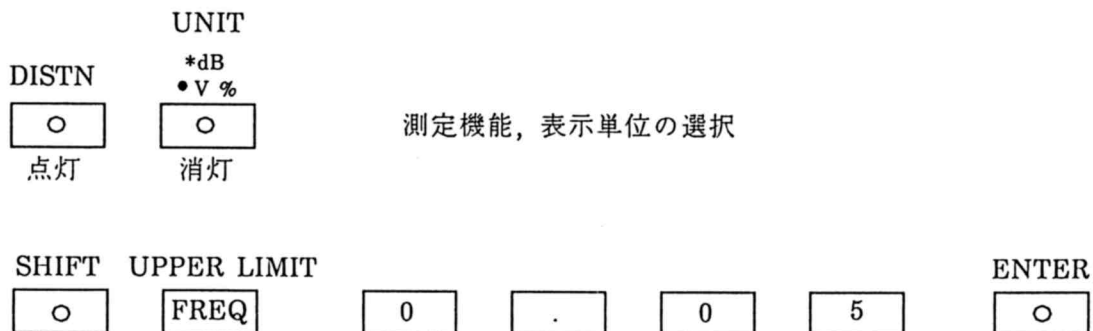 UNIT
*dB
DISTN
• V %
測定機能, 表示単位の選択
点灯 消灯
SHIFT UPPER LIMIT ENTER
FREQ 0 . 0 5